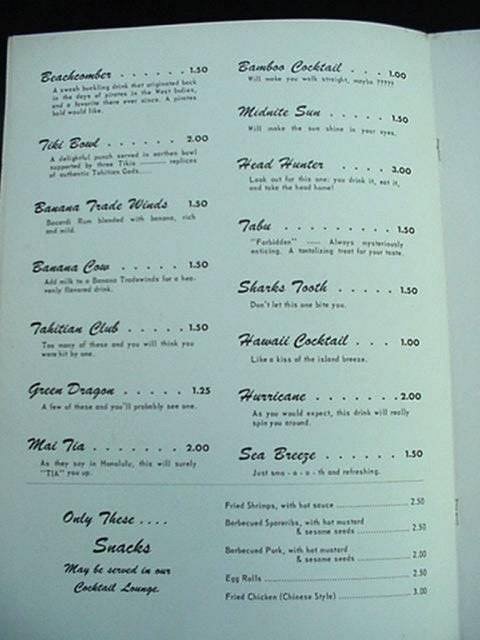 Beachcomber . . . . . . 1.50
A swash buckling drink that originated back
in the days of pirates in the West Indies,
and a favorite there ever since. A pirates
bold would like.
Tiki Bowl . . . . . . 2.00
A delightful punch served in earthen bowl
supported by three Tikis ——— replicas
of authentic Tahitian Gods....
Banana Trade Winds 1.50
Bacardi Rum blended with banana, rich
and mild.
Banana Cow . . . . . 1.50
Add milk to a Banana Tradewinds for a hea-
venly flavored drink.
Tahitian Club . . . . . 1.50
Too many of these and you will think you
were hit by one.
Green Dragon . . . . . 1.25
A few of these and you'll probably see one.
Mai Tia . . . . . . . 2.00
As they say in Honolulu, this will surely
"TIA" you up.
Bamboo Cocktail . . . 1.00
Will make you walk straight, maybe ?????
Midnite Sun . . . . . 1.50
Will make the sun shine in your eyes.
Head Hunter . . . . 3.00
Look out for this one; you drink it, eat it,
and take the head home!
Tabu . . . . . . . . . 1.50
"Forbidden" —— Always mysteriously
enticing. A tantalizing treat for your taste.
Sharks Tooth . . . . 1.50
Don't let this one bite you.
Hawaii Cocktail . . . 1.00
Like a kiss of the island breeze.
Hurricane . . . . . . . 2.00
As you would expect, this drink will really
spin you around.
Sea Breeze . . . . . . 1.50
Just smo - o - o - th and refreshing.
Only These ....
Snacks
May be served in our
Cocktail Lounge.
Fried Shrimps, with hot sauce ........ 2.50
Barbecued Spareribs, with hot mustard
& sesame seeds ........ 2.50
Barbecued Pork, with hot mustard
& sesame seeds ........ 2.00
Egg Rolls ........ 2.50
Fried Chicken (Chinese Style) ........ 3.00